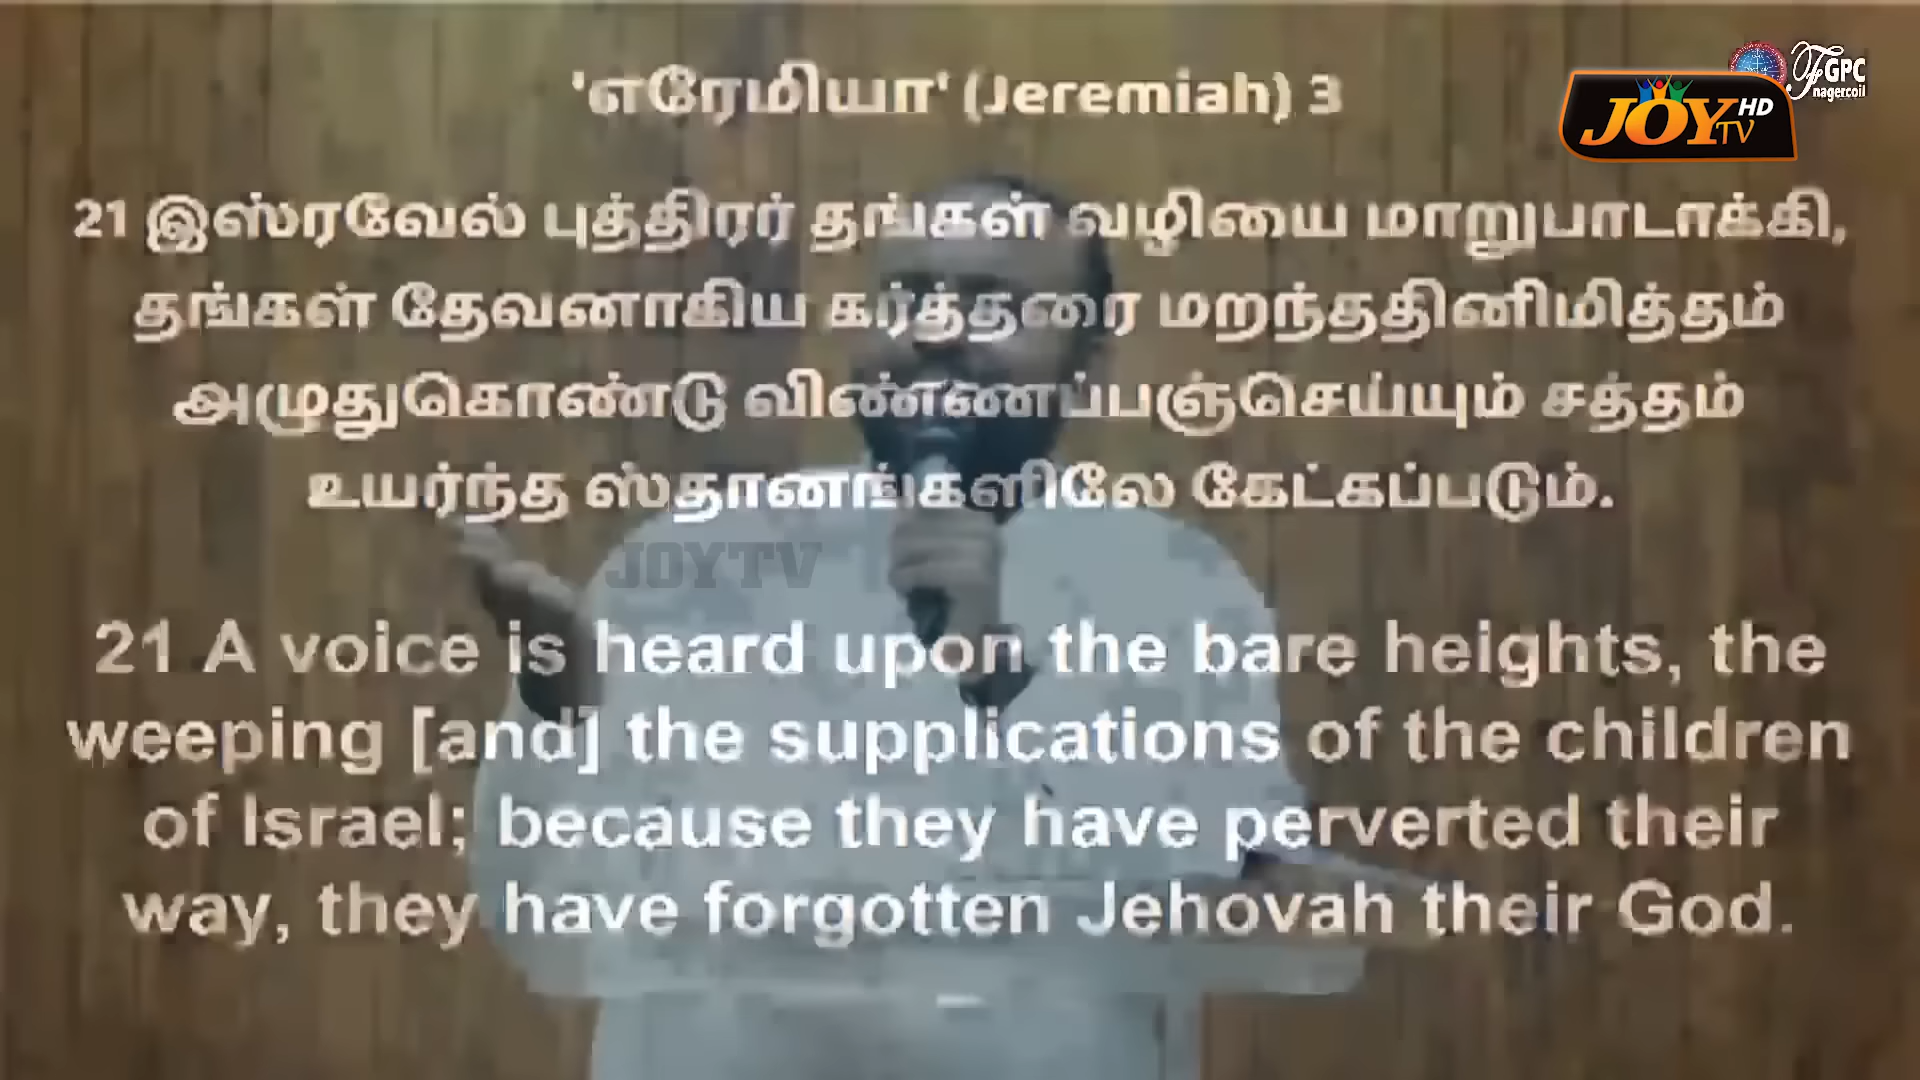 'எரேமியா' (Jeremiah) 3
GPC
nagercoil
JOY TV HD
21 இஸ்ரவேல் புத்திரர் தங்கள் வழியை மாறுபாடாக்கி,
தங்கள் தேவனாகிய கர்த்தரை மறந்ததினிமித்தம்
அழுதுகொண்டு விண்ணப்பஞ்செய்யும் சத்தம்
உயர்ந்த ஸ்தானங்களிலே கேட்கப்படும்.
JOYTV
21 A voice is heard upon the bare heights, the
weeping [and] the supplications of the children
of Israel; because they have perverted their
way, they have forgotten Jehovah their God.